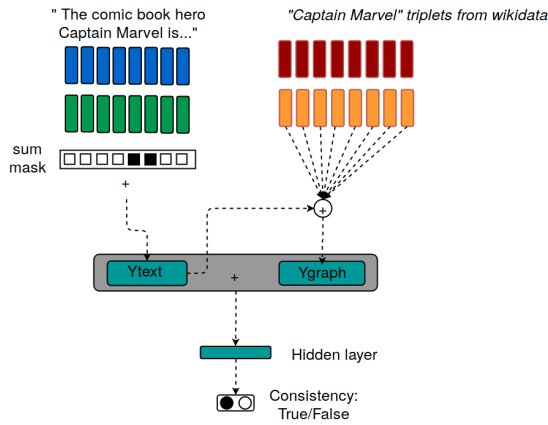 " The comic book hero
Captain Marvel is..."
"Captain Marvel" triplets from wikidata
sum
mask
+
+
Ytext
+
Ygraph
Hidden layer
Consistency:
True/False